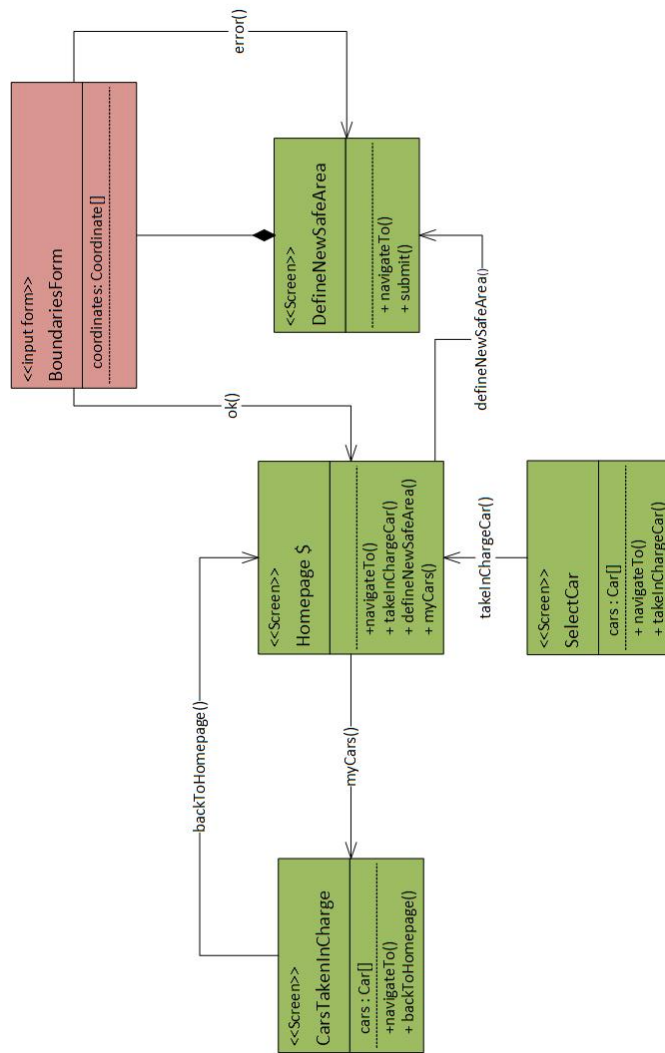 <<input form>>
BoundariesForm
coordinates: Coordinate[]
error()
<<Screen>>
DefineNewSafeArea
+ navigateTo()
+ submit()
ok()
defineNewSafeArea()
<<Screen>>
Homepage $
+navigateTo()
+ takeInChargeCar()
+ defineNewSafeArea()
+ myCars()
takeInChargeCar()
<<Screen>>
SelectCar
cars : Car[]
+ navigateTo()
+ takeInChargeCar()
backToHomepage()
myCars()
<<Screen>>
CarsTakenInCharge
cars : Car[]
+navigateTo()
+ backToHomepage()